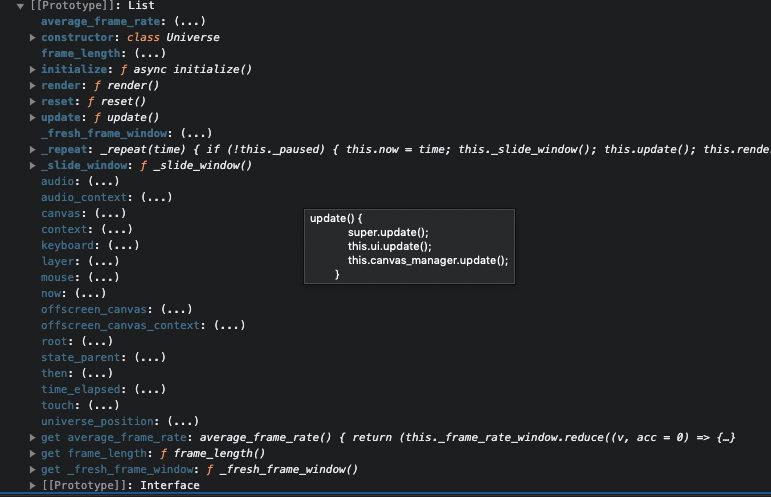 ▼ [[Prototype]]: List
average_frame_rate: (...)
▶ constructor: class Universe
frame_length: (...)
▶ initialize: ƒ async initialize()
▶ render: ƒ render()
▶ reset: ƒ reset()
▶ update: ƒ update()
_fresh_frame_window: (...)
▶ _repeat: _repeat(time) { if (!this._paused) { this.now = time; this._slide_window(); this.update(); this.rende
▶ _slide_window: ƒ _slide_window()
audio: (...)
audio_context: (...)
canvas: (...)
context: (...)
keyboard: (...)
layer: (...)
mouse: (...)
now: (...)
offscreen_canvas: (...)
offscreen_canvas_context: (...)
root: (...)
state_parent: (...)
then: (...)
time_elapsed: (...)
touch: (...)
universe_position: (...)
▶ get average_frame_rate: average_frame_rate() { return (this._frame_rate_window.reduce((v, acc = 0) => {…}
▶ get frame_length: ƒ frame_length()
▶ get _fresh_frame_window: ƒ _fresh_frame_window()
▶ [[Prototype]]: Interface
update() {
super.update();
this.ui.update();
this.canvas_manager.update();
}